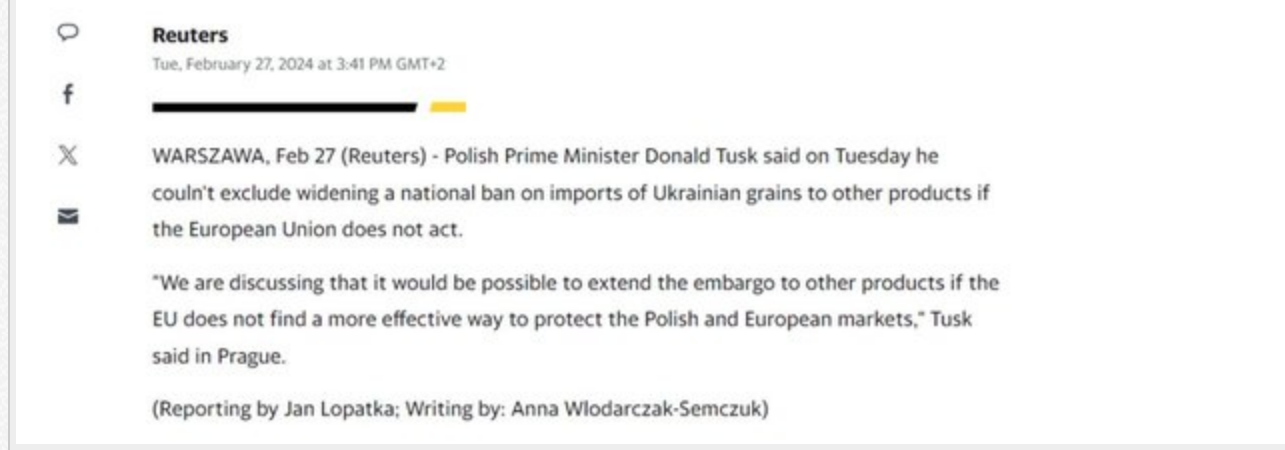 Reuters
Tue, February 27, 2024 at 3:41 PM GMT+2
WARSZAWA, Feb 27 (Reuters) - Polish Prime Minister Donald Tusk said on Tuesday he
couln't exclude widening a national ban on imports of Ukrainian grains to other products if
the European Union does not act.
"We are discussing that it would be possible to extend the embargo to other products if the
EU does not find a more effective way to protect the Polish and European markets," Tusk
said in Prague.
(Reporting by Jan Lopatka; Writing by: Anna Wlodarczak-Semczuk)